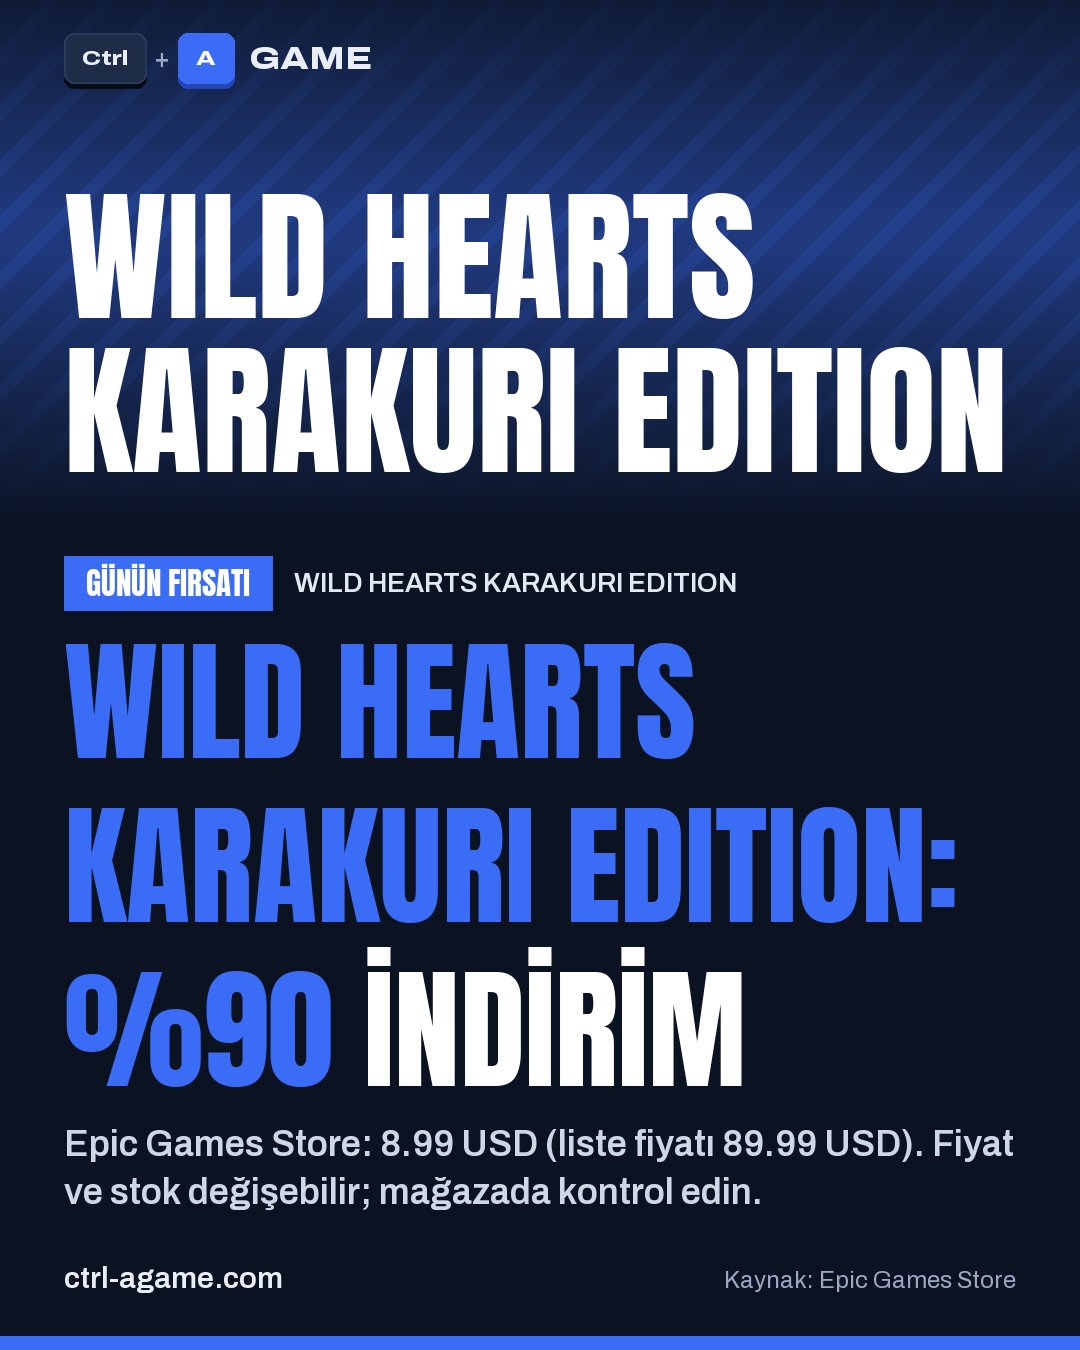 Ctrl + A GAME
WILD HEARTS
KARAKURI EDITION
GÜNÜN FIRSATI WILD HEARTS KARAKURI EDITION
WILD HEARTS
KARAKURI EDITION:
%90 İNDİRİM
Epic Games Store: 8.99 USD (liste fiyatı 89.99 USD). Fiyat
ve stok değişebilir; mağazada kontrol edin.
ctrl-agame.com Kaynak: Epic Games Store